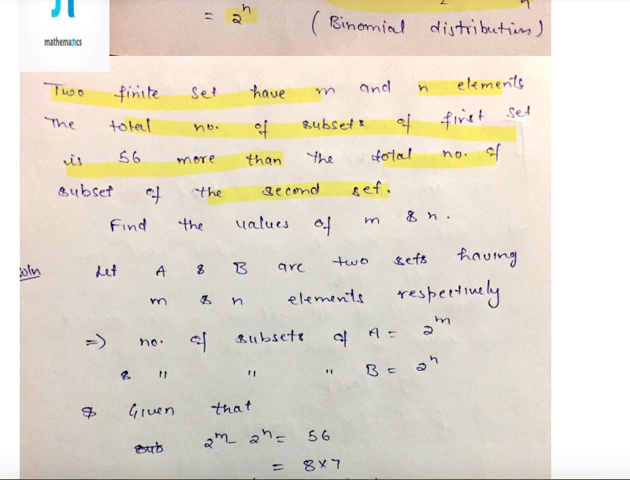 = 2ⁿ (Binomial distribution)
mathematics
Two finite set have m and n elements
The total no. of subsets of first set
is 56 more than the total no. of
subset of the second set.
Find the values of m & n.
Soln Let A & B are two sets having
m & n elements respectively
=> no. of subsets of A = 2ᵐ
& " " " B = 2ⁿ
& Given that
2ᵐ - 2ⁿ = 56
= 8×7